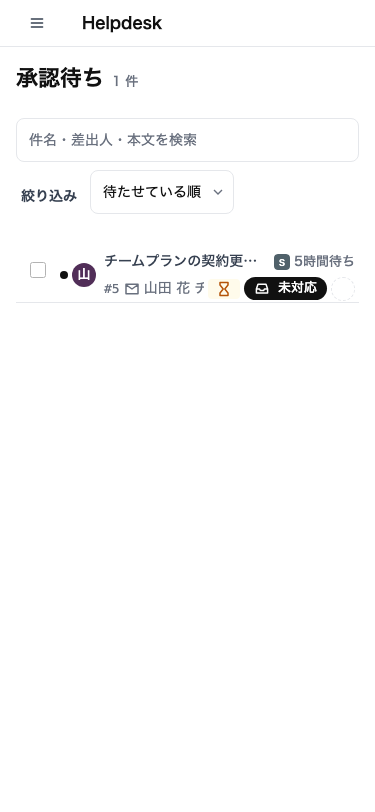 Helpdesk
承認待ち 1 件
件名・差出人・本文を検索
絞り込み 待たせている順
山 チームプランの契約更… S 5時間待ち
#5 山田 花 チ 未対応